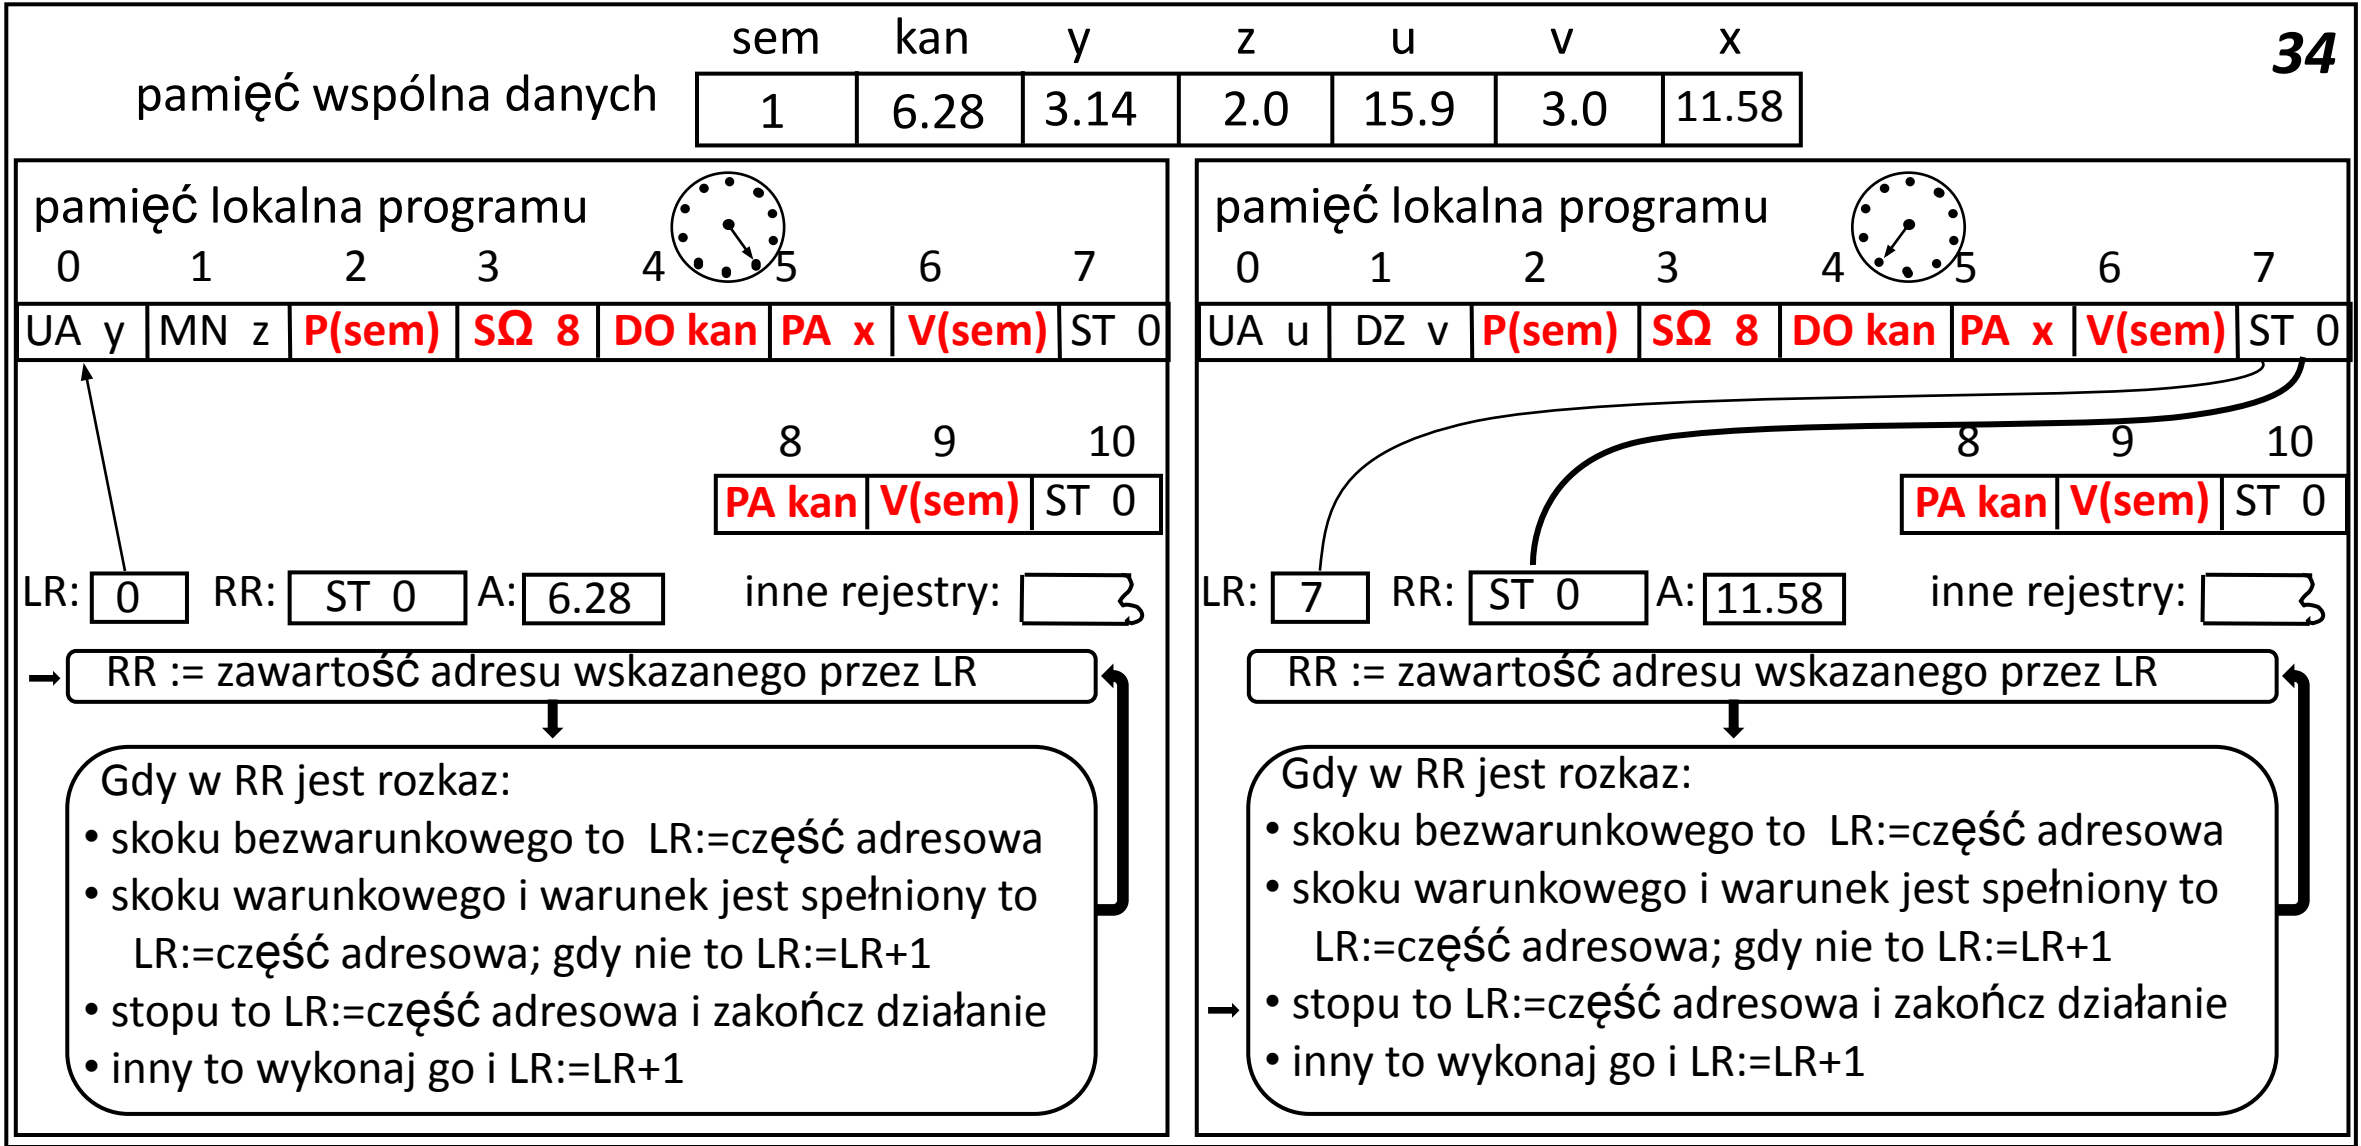 34
sem kan y z u v x
pamięć wspólna danych 1 6.28 3.14 2.0 15.9 3.0 11.58
pamięć lokalna programu
0 1 2 3 4 5 6 7
UA y MN z P(sem) SΩ 8 DO kan PA x V(sem) ST 0
8 9 10
PA kan V(sem) ST 0
LR: 0 RR: ST 0 A: 6.28 inne rejestry:
RR := zawartość adresu wskazanego przez LR
Gdy w RR jest rozkaz:
• skoku bezwarunkowego to LR:=część adresowa
• skoku warunkowego i warunek jest spełniony to
LR:=część adresowa; gdy nie to LR:=LR+1
• stopu to LR:=część adresowa i zakończ działanie
• inny to wykonaj go i LR:=LR+1
pamięć lokalna programu
0 1 2 3 4 5 6 7
UA u DZ v P(sem) SΩ 8 DO kan PA x V(sem) ST 0
8 9 10
PA kan V(sem) ST 0
LR: 7 RR: ST 0 A: 11.58 inne rejestry:
RR := zawartość adresu wskazanego przez LR
Gdy w RR jest rozkaz:
• skoku bezwarunkowego to LR:=część adresowa
• skoku warunkowego i warunek jest spełniony to
LR:=część adresowa; gdy nie to LR:=LR+1
• stopu to LR:=część adresowa i zakończ działanie
• inny to wykonaj go i LR:=LR+1